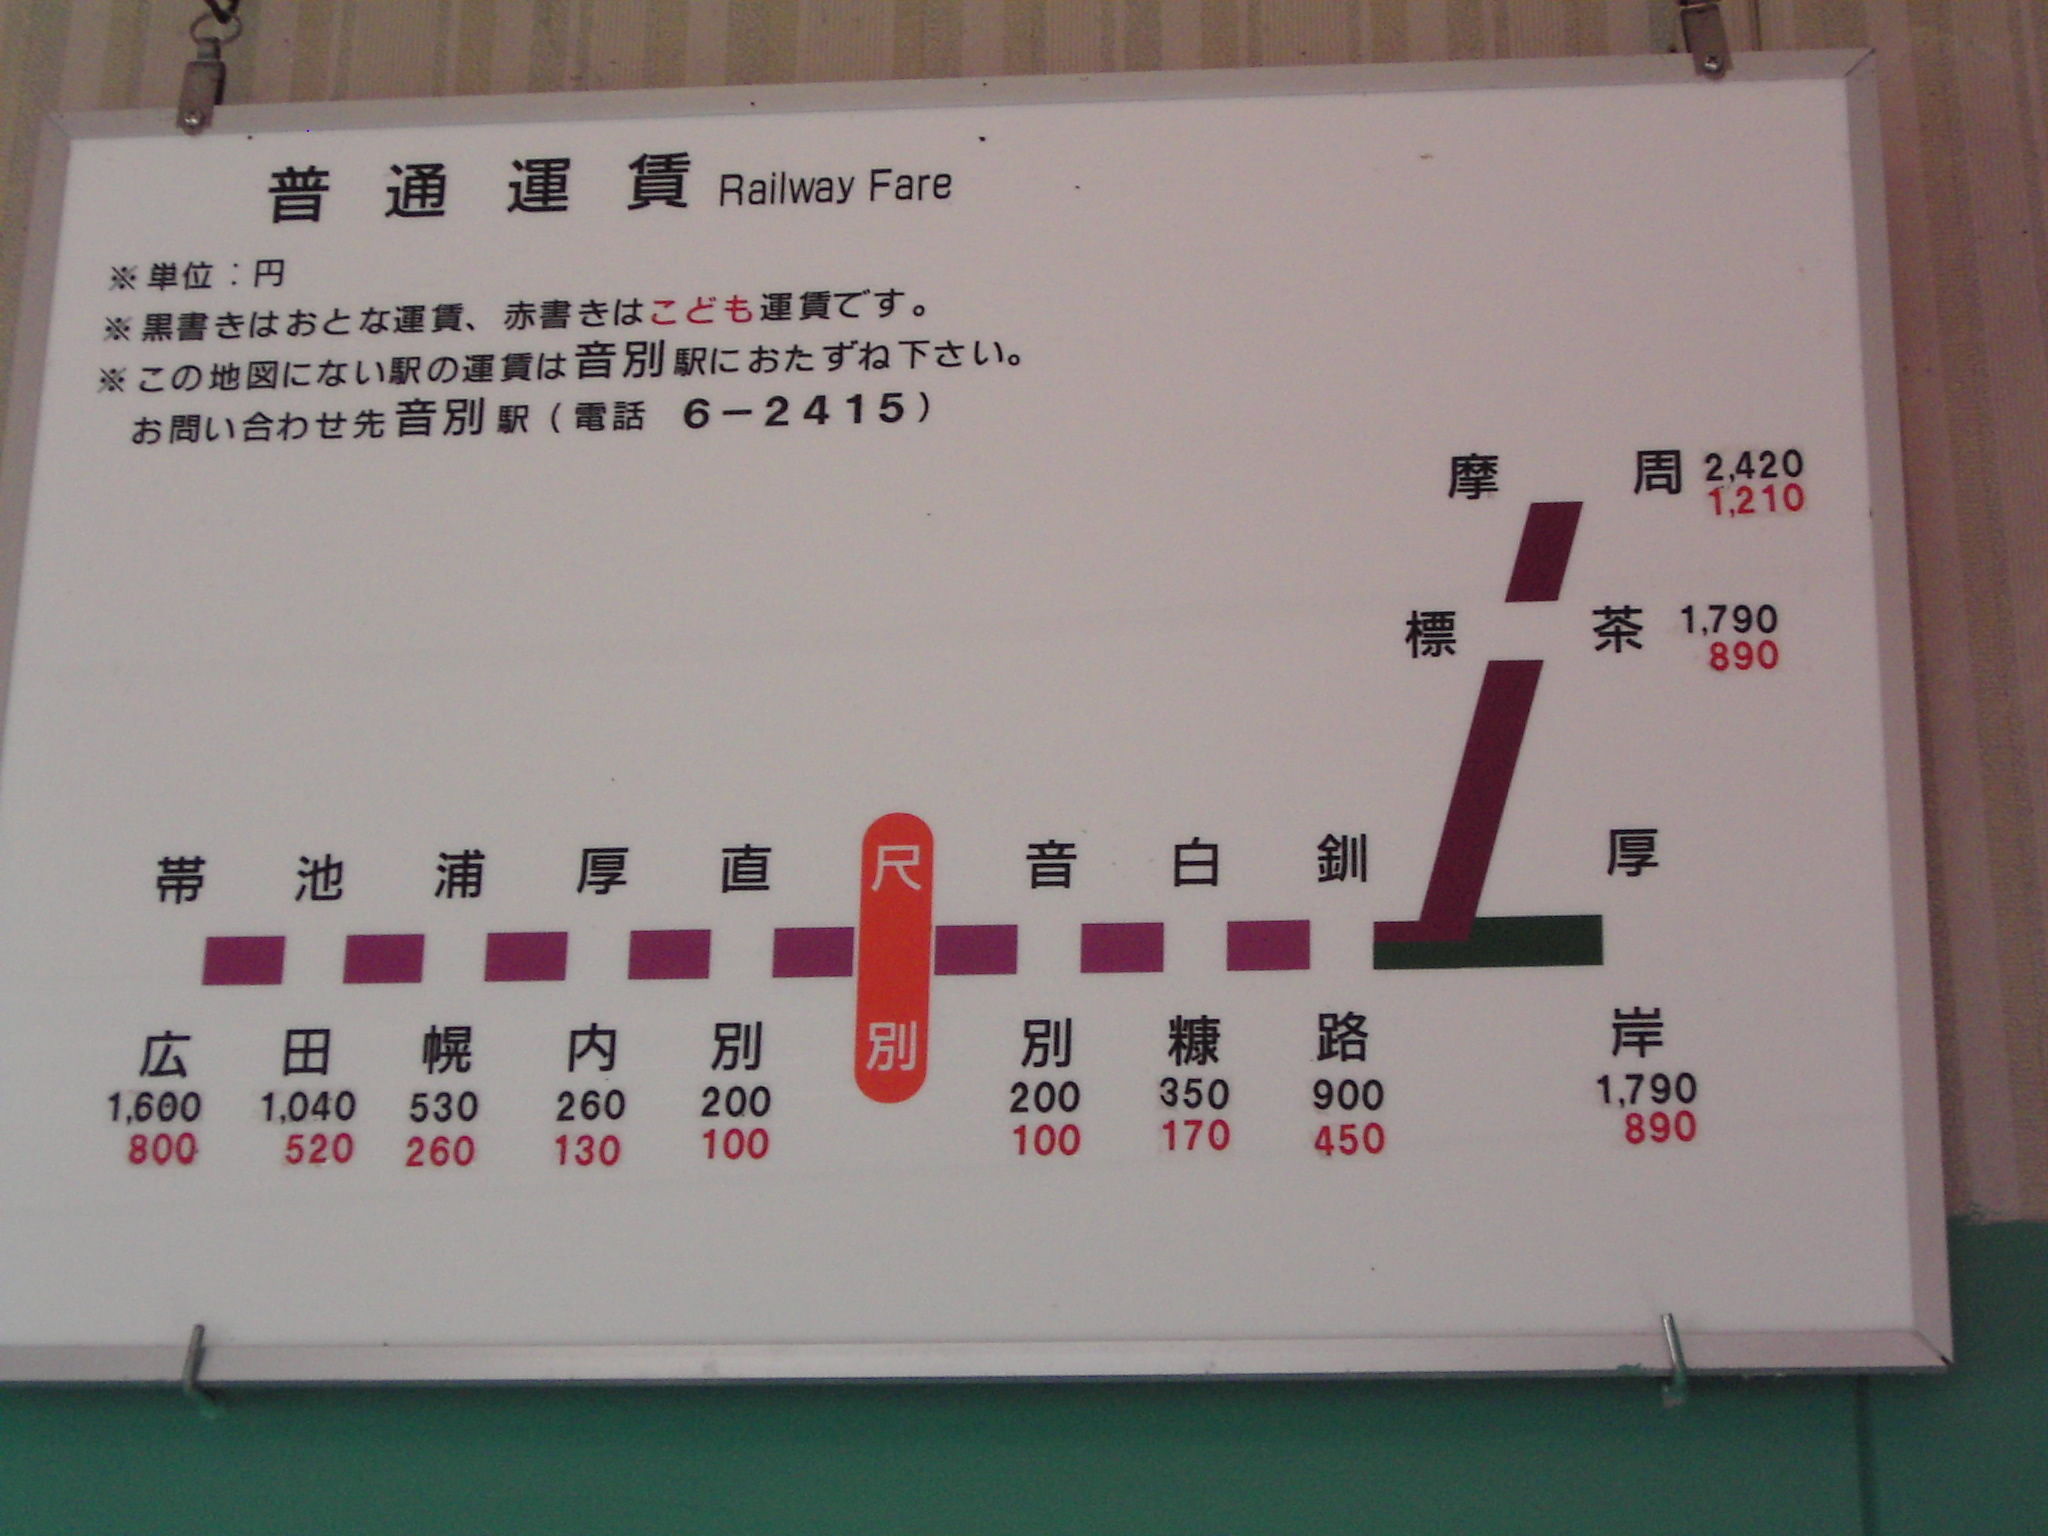 普通運賃 Railway Fare
※単位：円
※黒書きはおとな運賃、赤書きはこども運賃です。
※この地図にない駅の運賃は音別駅におたずね下さい。
お問い合わせ先音別駅（電話 6－2415）
摩周 2,420
1,210
標茶 1,790
890
帯広
1,600
800
池田
1,040
520
浦幌
530
260
厚内
260
130
直別
200
100
尺別
音別
200
100
白糠
350
170
釧路
900
450
厚岸
1,790
890